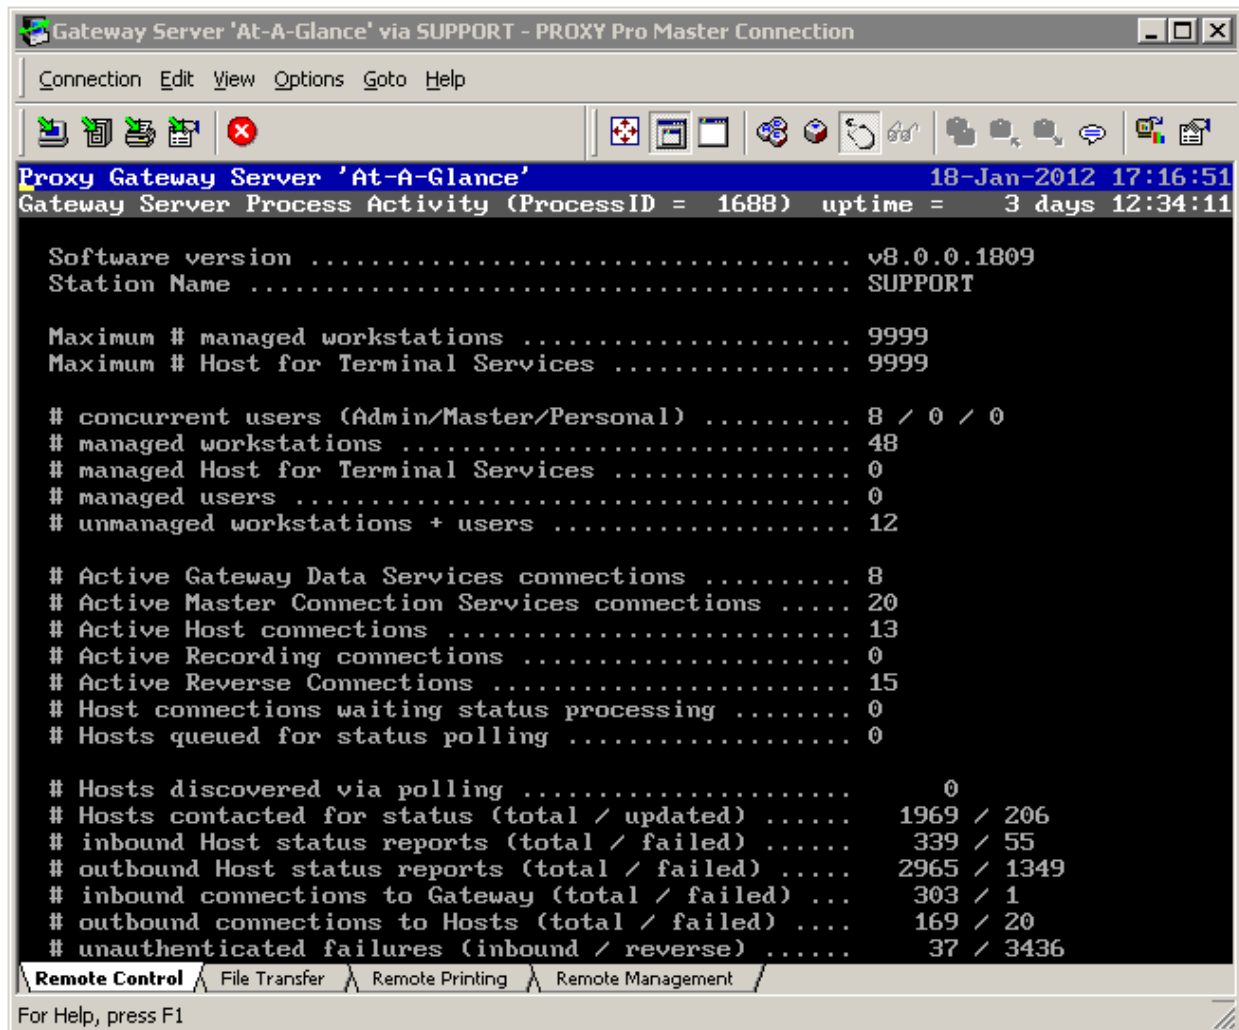 Gateway Server 'At-A-Glance' via SUPPORT - PROXY Pro Master Connection
Connection Edit View Options Goto Help
Proxy Gateway Server 'At-A-Glance' 18-Jan-2012 17:16:51
Gateway Server Process Activity (ProcessID = 1688) uptime = 3 days 12:34:11
Software version ................................... v8.0.0.1809
Station Name ....................................... SUPPORT
Maximum # managed workstations ..................... 9999
Maximum # Host for Terminal Services ............... 9999
# concurrent users (Admin/Master/Personal) ......... 8 / 0 / 0
# managed workstations ............................. 48
# managed Host for Terminal Services ............... 0
# managed users .................................... 0
# unmanaged workstations + users ................... 12
# Active Gateway Data Services connections ......... 8
# Active Master Connection Services connections ..... 20
# Active Host connections .......................... 13
# Active Recording connections ..................... 0
# Active Reverse Connections ....................... 15
# Host connections waiting status processing ........ 0
# Hosts queued for status polling .................. 0
# Hosts discovered via polling ..................... 0
# Hosts contacted for status (total / updated) ...... 1969 / 206
# inbound Host status reports (total / failed) ...... 339 / 55
# outbound Host status reports (total / failed) ..... 2965 / 1349
# inbound connections to Gateway (total / failed) ... 303 / 1
# outbound connections to Hosts (total / failed) .... 169 / 20
# unauthenticated failures (inbound / reverse) ...... 37 / 3436
Remote Control File Transfer Remote Printing Remote Management
For Help, press F1